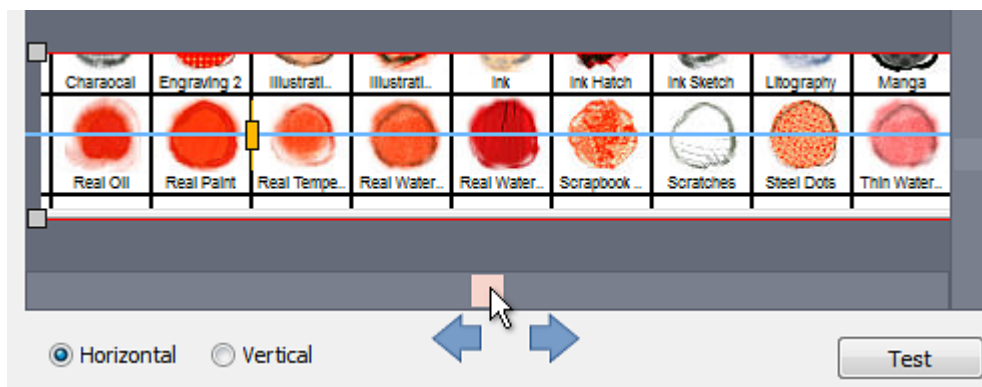 Charaocal Engraving 2 Illustrati.. Illustrati.. Ink Ink Hatch Ink Sketch Litography Manga
Real Oil Real Paint Real Tempe.. Real Water.. Real Water.. Scrapbook .. Scratches Steel Dots Thin Water..
Horizontal Vertical Test